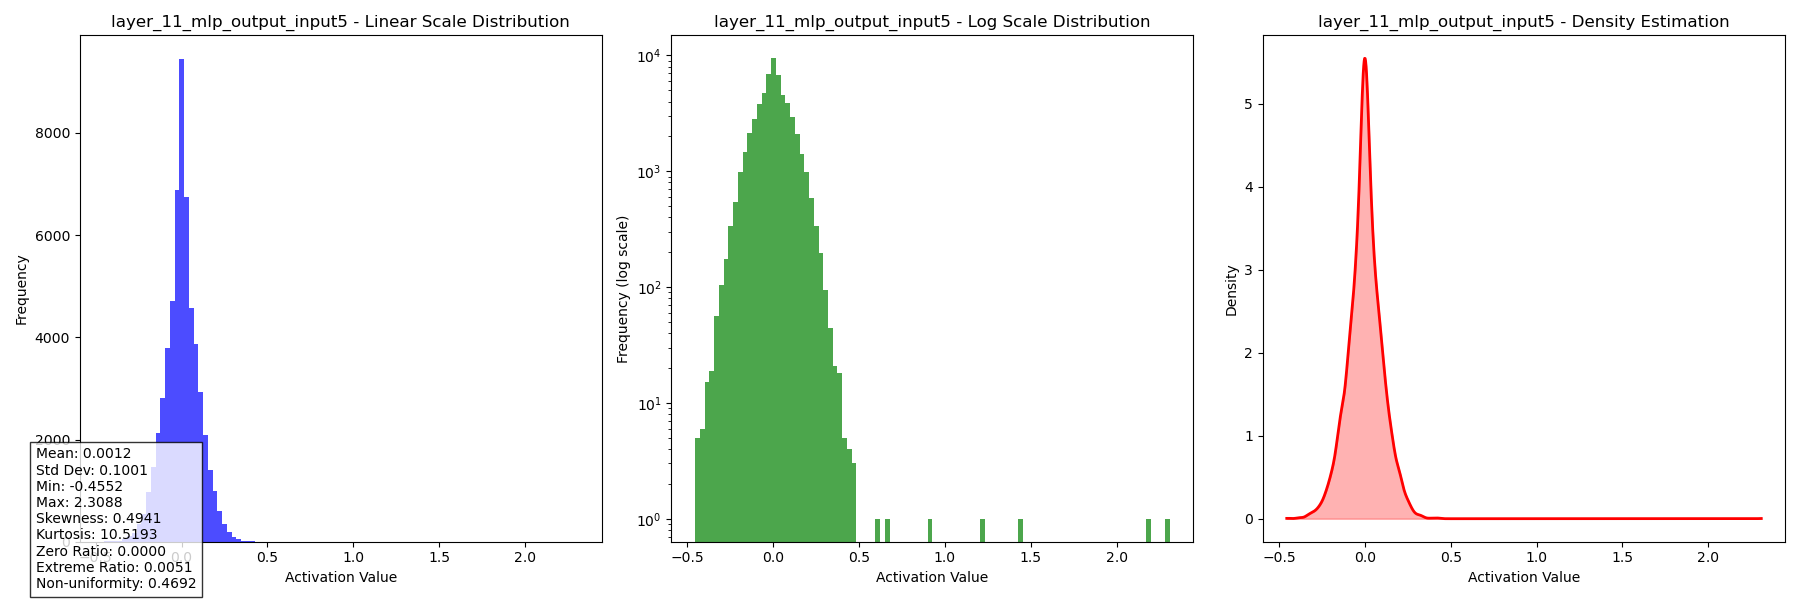 layer_11_mlp_output_input5 - Linear Scale Distribution
Frequency
8000
6000
4000
2000
0.5
1.0
1.5
2.0
Activation Value
Mean: 0.0012
Std Dev: 0.1001
Min: -0.4552
Max: 2.3088
Skewness: 0.4941
Kurtosis: 10.5193
Zero Ratio: 0.0000
Extreme Ratio: 0.0051
Non-uniformity: 0.4692
layer_11_mlp_output_input5 - Log Scale Distribution
Frequency (log scale)
10⁴
10³
10²
10¹
10⁰
−0.5
0.0
0.5
1.0
1.5
2.0
Activation Value
layer_11_mlp_output_input5 - Density Estimation
Density
5
4
3
2
1
0
−0.5
0.0
0.5
1.0
1.5
2.0
Activation Value